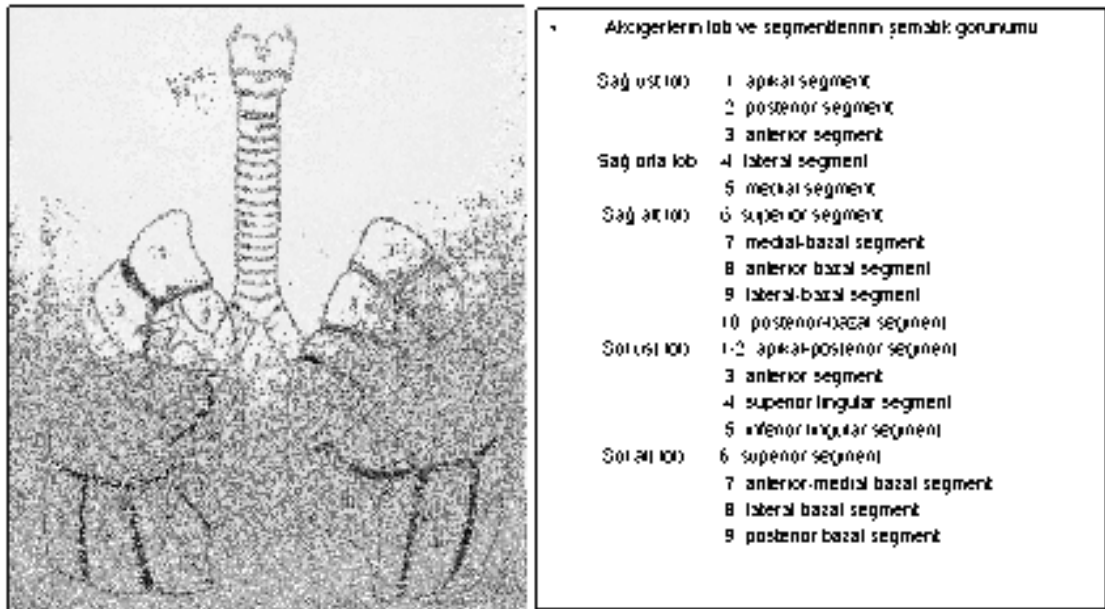 Akcigerlerin lob ve segmentlerinin şematik gorunumu
Sağ ust lob 1 apikal segment
2 posterior segment
3 anterior segment
Sağ orta lob 4 lateral segment
5 medial segment
Sağ alt lob 6 superior segment
7 medial-bazal segment
8 anterior bazal segment
9 lateral-bazal segment
10 posterior-bazal segment
Sol ust lob 1-2 apikal-posterior segment
3 anterior segment
4 superior lingular segment
5 inferior lingular segment
Sol alt lob 6 superior segment
7 anterior-medial bazal segment
8 lateral bazal segment
9 posterior bazal segment